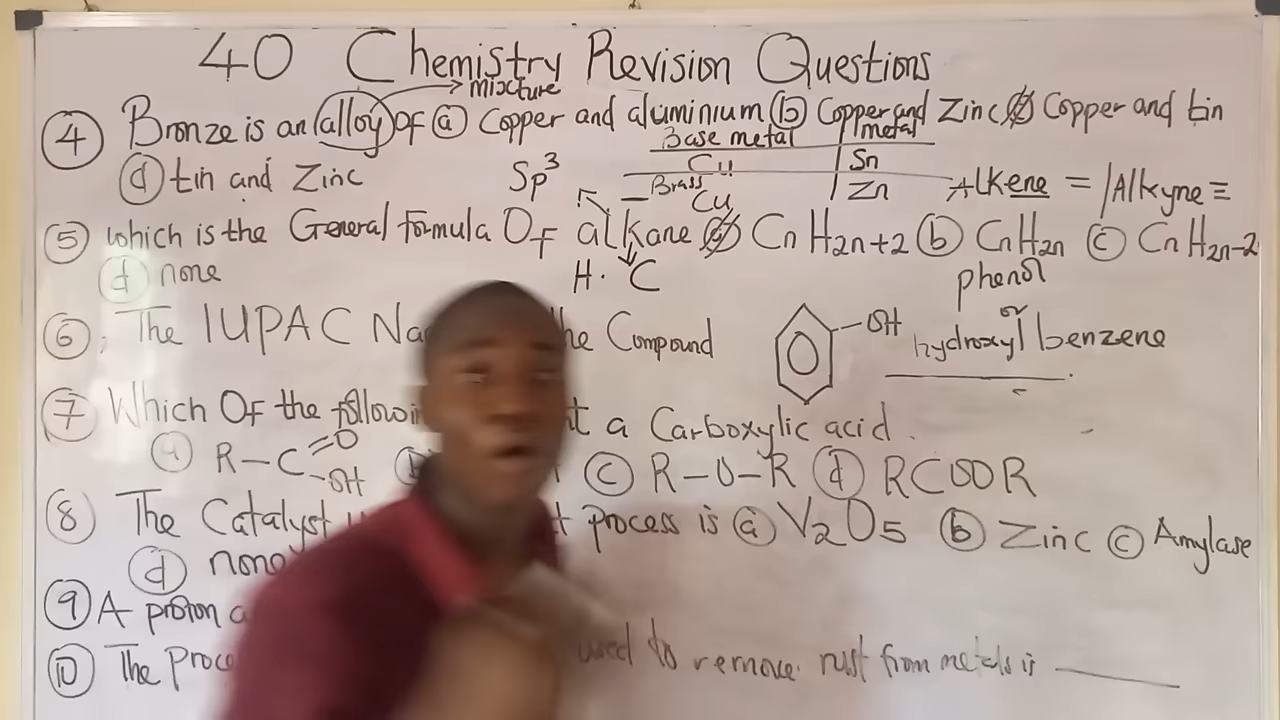 40 Chemistry Revision Questions
mixture
④ Bronze is an alloy of ⓐ Copper and aluminium ⓑ Copper and Zinc ⓒ Copper and tin
Base metal | metal
ⓓ tin and Zinc Sp³ Cu | Sn
Brass Cu | Zn Alkene = / Alkyne ≡
⑤ which is the General formula Of alkane ⓐ CnH2n+2 ⓑ CnH2n ⓒ CnH2n-2
ⓓ none H. C phenol
or
⑥; The IUPAC he Compound -OH hydroxyl benzene
⑦ Which Of the a Carboxylic acid.
ⓐ R-C=O -OH ⓒ R-O-R ⓓ RCOOR
⑧ The Catalyst process is ⓐ V2O5 ⓑ Zinc ⓒ Amylase
ⓓ none
⑨ A proton
⑩ The used to remove rust from metals is ____